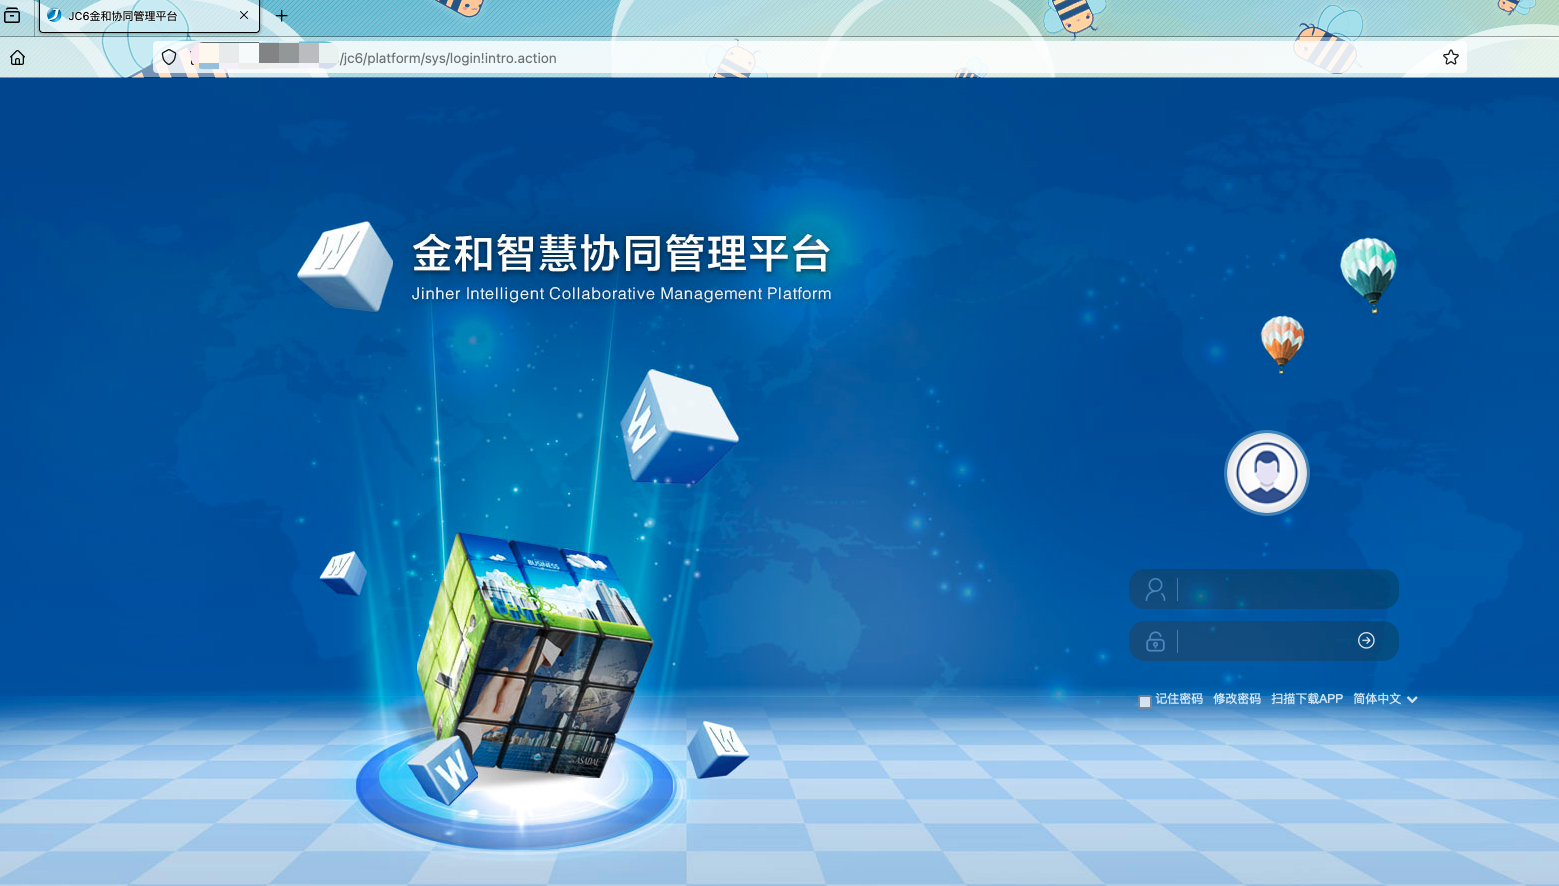 JC6金和协同管理平台
/jc6/platform/sys/login!intro.action
W
金和智慧协同管理平台
Jinher Intelligent Collaborative Management Platform
W
W
BUSINESS
W
W
记住密码 修改密码 扫描下载APP 简体中文